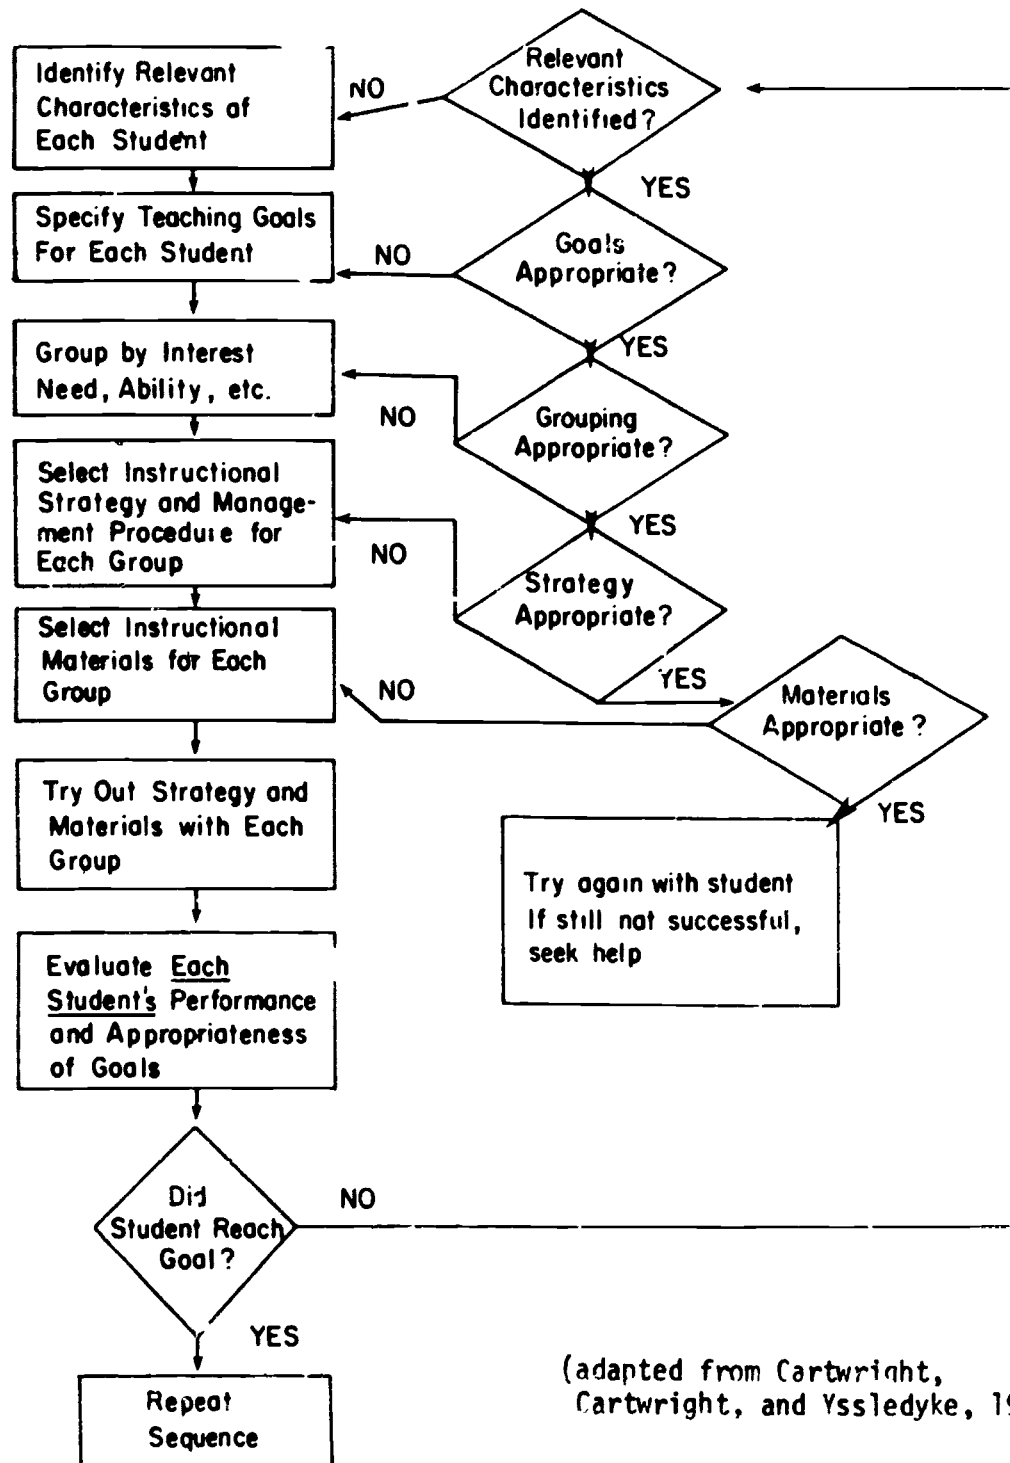 Identify Relevant
Characteristics of
Each Student
NO
Relevant
Characteristics
Identified?
YES
Specify Teaching Goals
For Each Student
NO
Goals
Appropriate?
YES
Group by Interest
Need, Ability, etc.
NO
Grouping
Appropriate?
YES
Select Instructional
Strategy and Manage-
ment Procedure for
Each Group
NO
Strategy
Appropriate?
YES
Select Instructional
Materials for Each
Group
NO
Materials
Appropriate?
YES
Try Out Strategy and
Materials with Each
Group
Try again with student
If still not successful,
seek help
Evaluate Each
Student's Performance
and Appropriateness
of Goals
Did
Student Reach
Goal?
NO
YES
Repeat
Sequence
(adapted from Cartwright,
Cartwright, and Yssledyke,